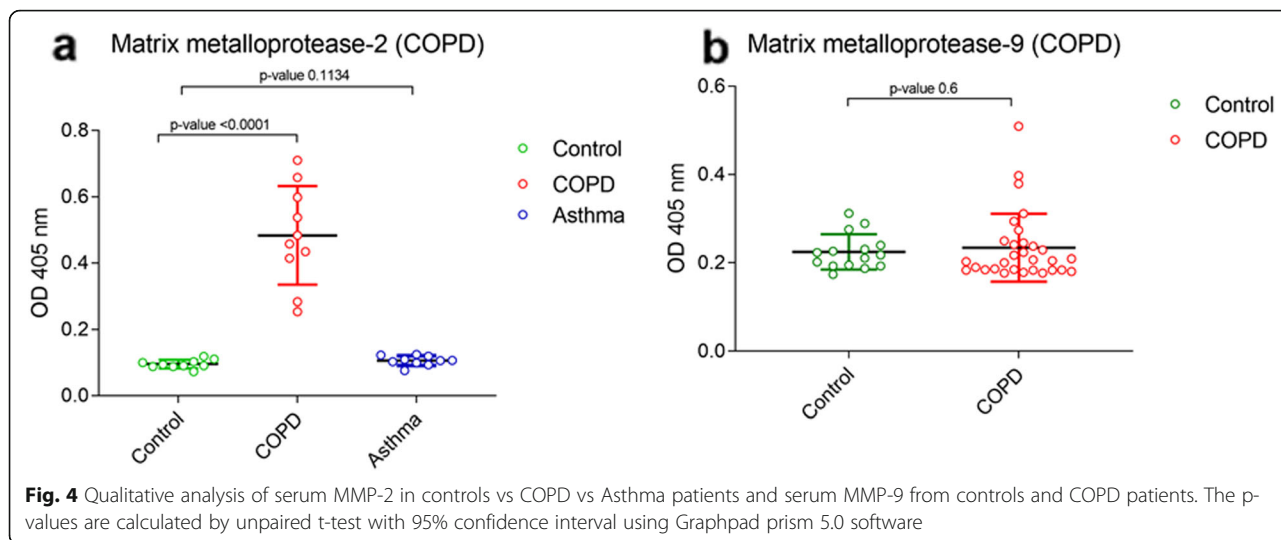 a Matrix metalloprotease-2 (COPD)
p-value 0.1134
p-value <0.0001
0.8
0.6
0.4
0.2
0.0
OD 405 nm
Control
COPD
Asthma
Control
COPD
Asthma
b Matrix metalloprotease-9 (COPD)
p-value 0.6
0.6
0.4
0.2
0.0
OD 405 nm
Control
COPD
Control
COPD
Fig. 4 Qualitative analysis of serum MMP-2 in controls vs COPD vs Asthma patients and serum MMP-9 from controls and COPD patients. The p-
values are calculated by unpaired t-test with 95% confidence interval using Graphpad prism 5.0 software